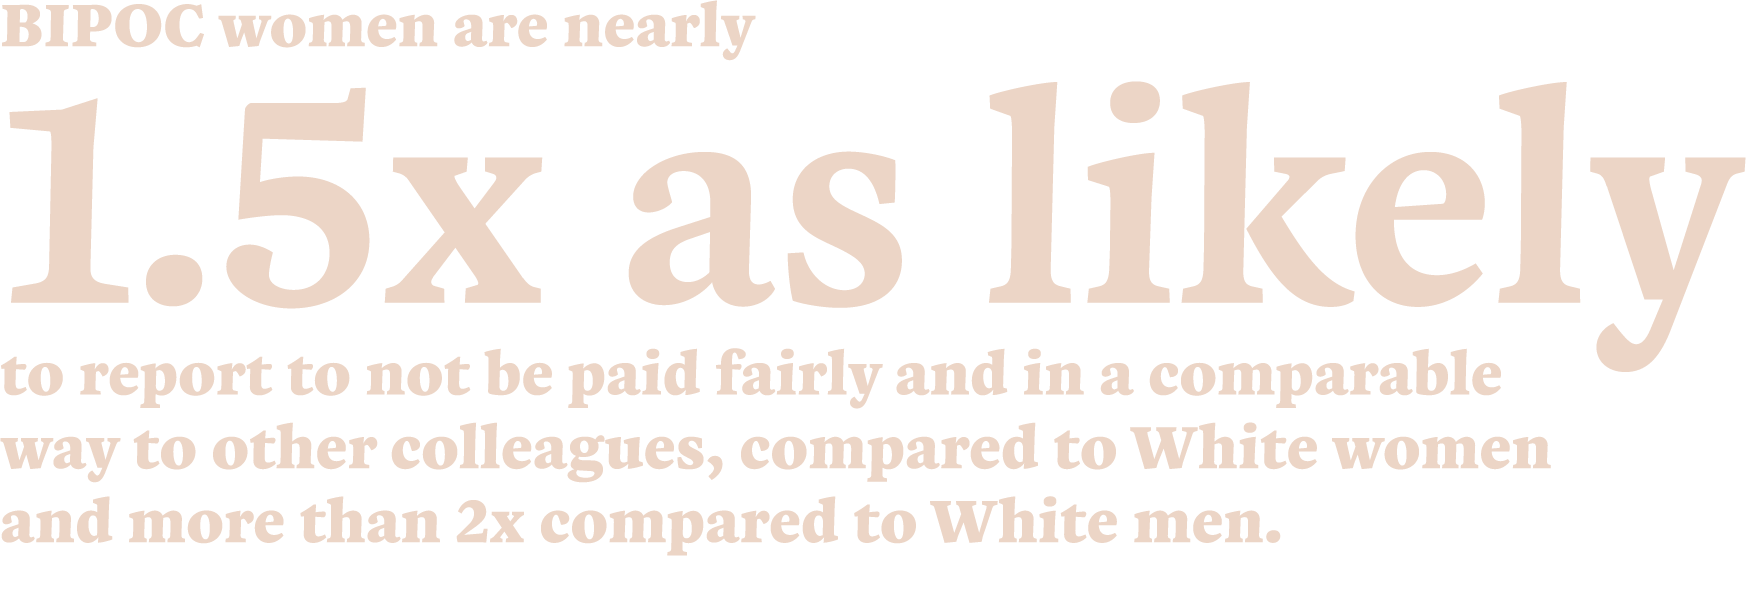 BIPOC women are nearly
1.5x as likely
to report to not be paid fairly and in a comparable
way to other colleagues, compared to White women
and more than 2x compared to White men.